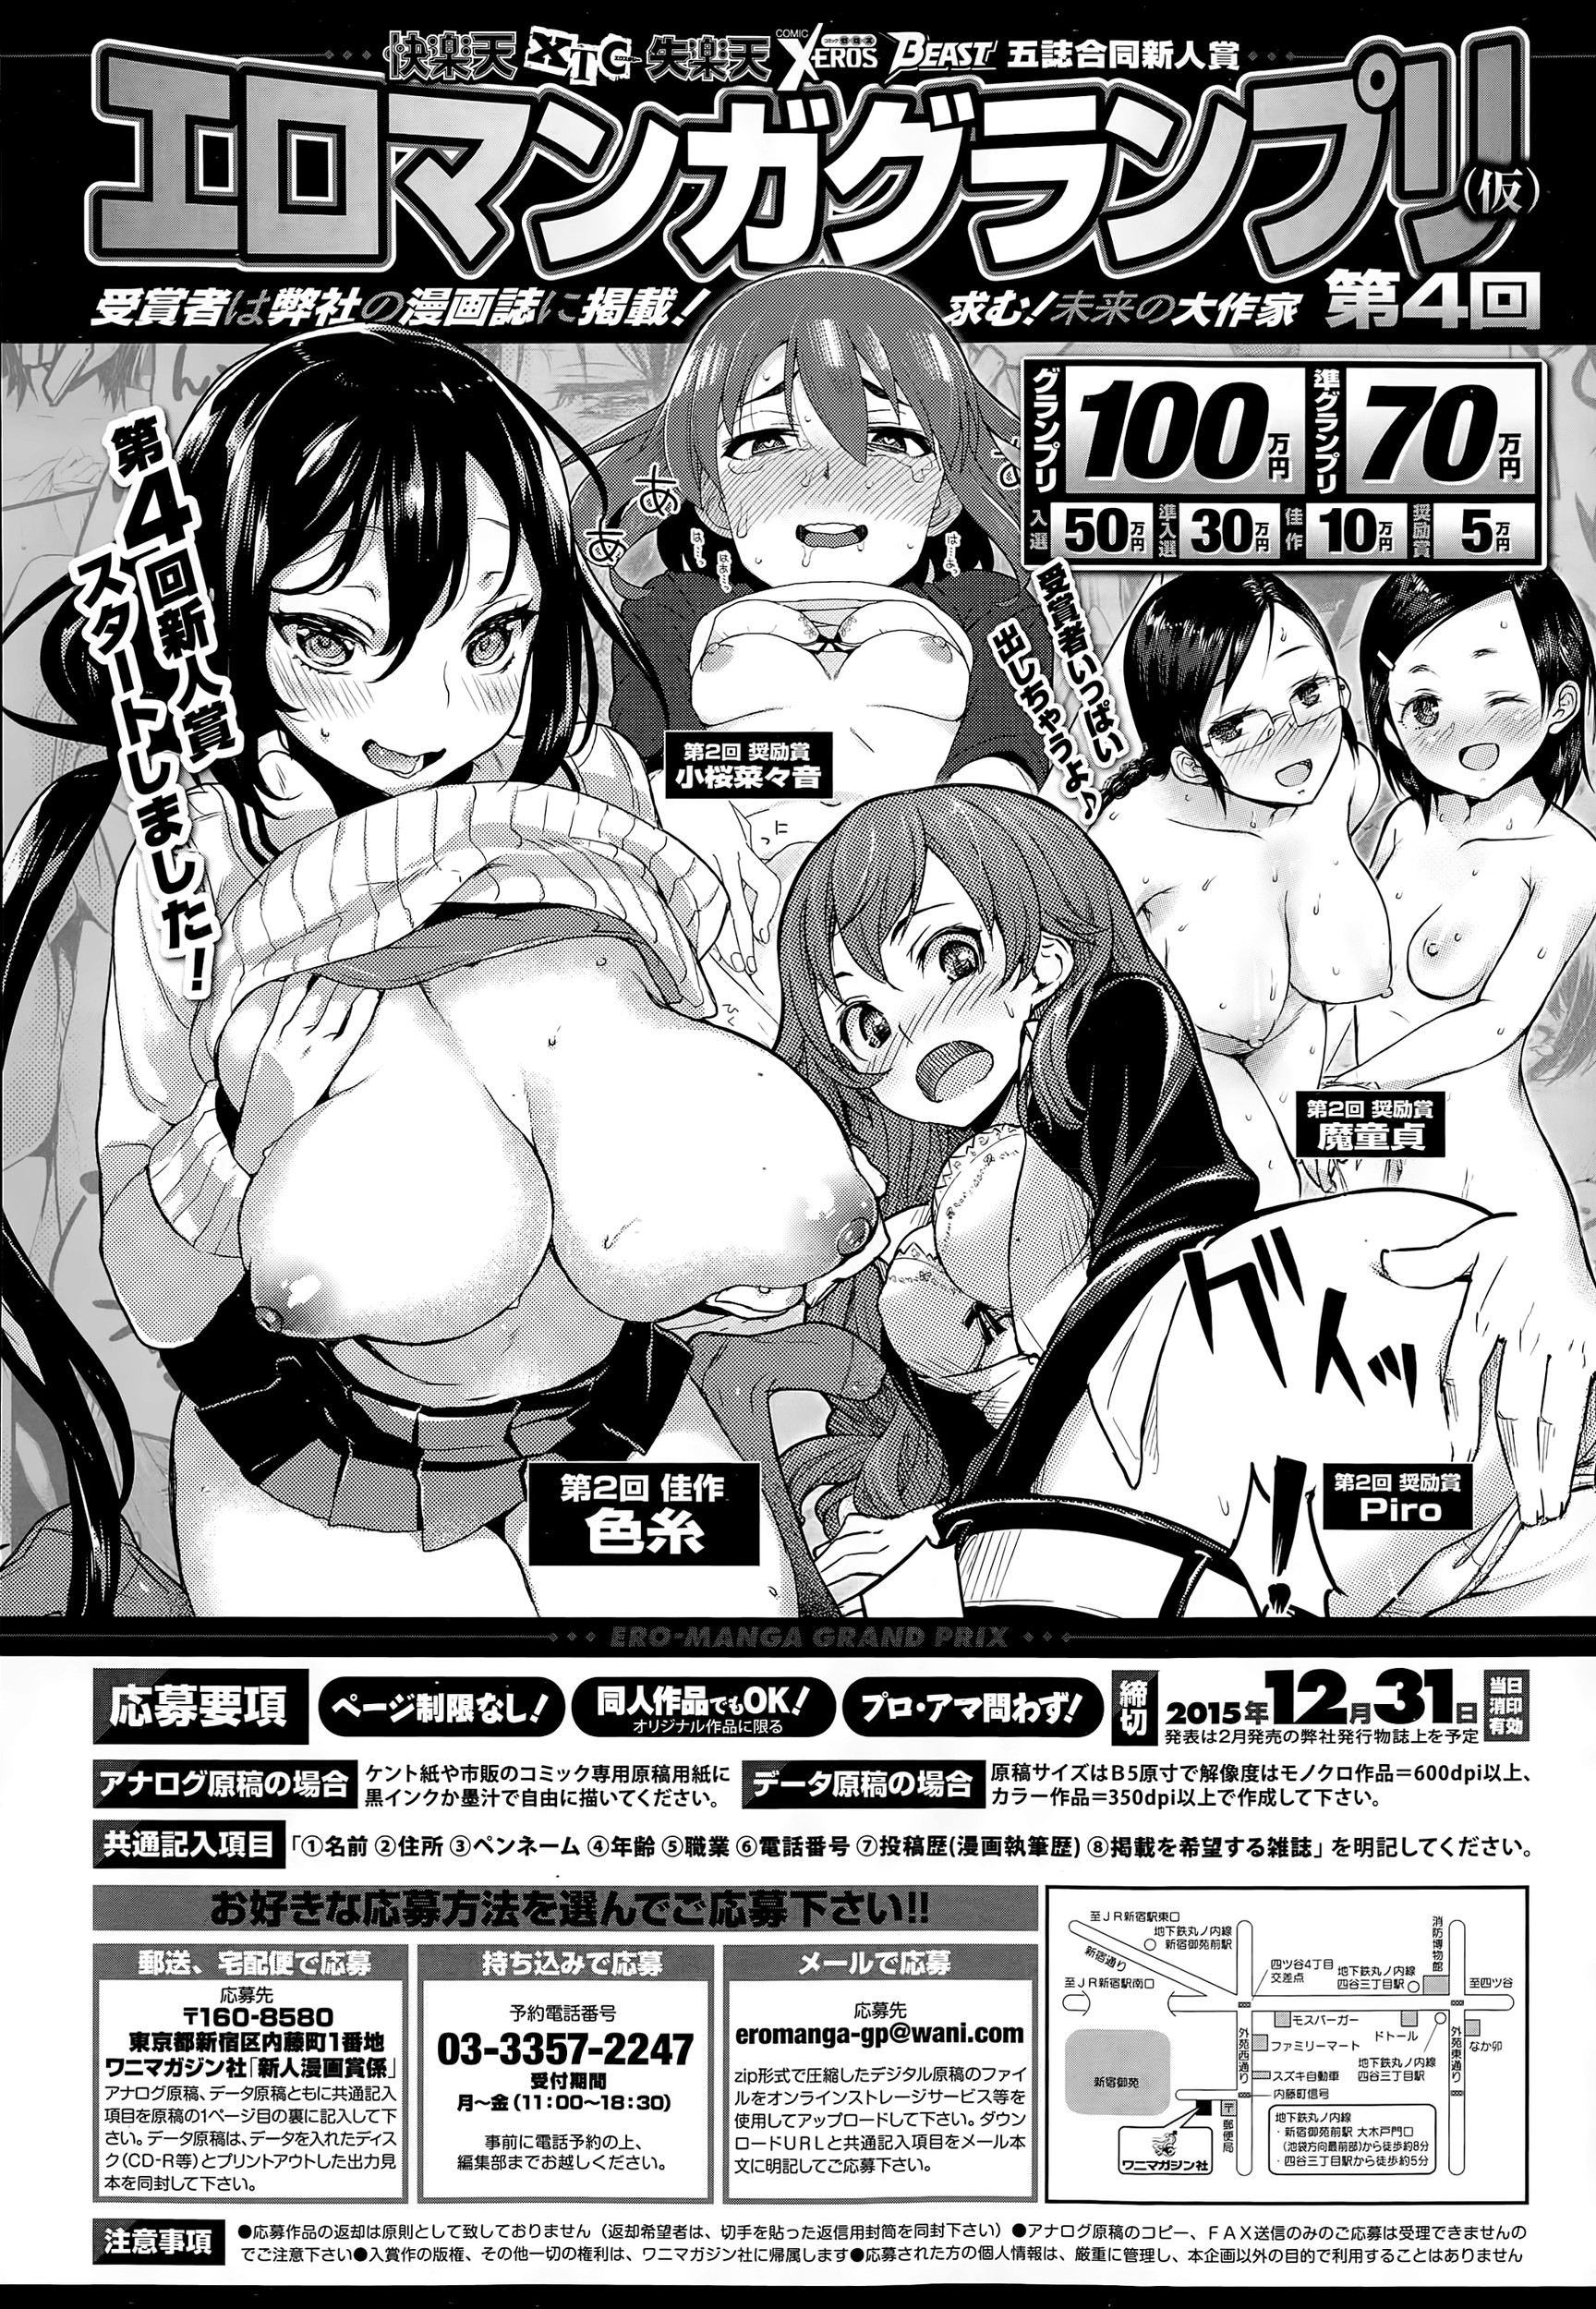 快楽天 XTC 失楽天 COMIC X-EROS コミック ゼロス BEAST 五誌合同新人賞
エロマンガグランプリ(仮)
受賞者は弊社の漫画誌に掲載!
求む!未来の大作家 第4回
グランプリ 100万円
準グランプリ 70万円
入選 50万円
準入選 30万円
佳作 10万円
奨励賞 5万円
第4回新人賞
スタートしました!
受賞者いっぱい
出しちゃうよ♪
あ
あ
第2回 奨励賞
小桜菜々音
第2回 奨励賞
魔童貞
グイッ
第2回 佳作
色糸
第2回 奨励賞
Piro
ERO-MANGA GRAND PRIX
応募要項
ページ制限なし!
同人作品でもOK!
オリジナル作品に限る
プロ・アマ問わず!
締切
2015年12月31日
当日消印有効
発表は2月発売の弊社発行物誌上を予定
アナログ原稿の場合
ケント紙や市販のコミック専用原稿用紙に
黒インクか墨汁で自由に描いてください。
データ原稿の場合
原稿サイズはB5原寸で解像度はモノクロ作品=600dpi以上、
カラー作品=350dpi以上で作成して下さい。
共通記入項目
「①名前 ②住所 ③ペンネーム ④年齢 ⑤職業 ⑥電話番号 ⑦投稿歴(漫画執筆歴) ⑧掲載を希望する雑誌」を明記してください。
お好きな応募方法を選んでご応募下さい!!
郵送、宅配便で応募
応募先
〒160-8580
東京都新宿区内藤町1番地
ワニマガジン社「新人漫画賞係」
アナログ原稿、データ原稿ともに共通記入
項目を原稿の1ページ目の裏に記入して下
さい。データ原稿は、データを入れたディス
ク(CD-R等)とプリントアウトした出力見
本を同封して下さい。
持ち込みで応募
予約電話番号
03-3357-2247
受付期間
月〜金(11:00〜18:30)
事前に電話予約の上、
編集部までお越しください。
メールで応募
応募先
eromanga-gp@wani.com
zip形式で圧縮したデジタル原稿のファイ
ルをオンラインストレージサービス等を
使用してアップロードして下さい。ダウン
ロードURLと共通記入項目をメール本
文に明記してご応募下さい。
至JR新宿駅東口
地下鉄丸ノ内線
新宿御苑前駅
新宿通り
至JR新宿駅南口
四ツ谷4丁目
交差点
地下鉄丸ノ内線
四谷三丁目駅
消防博物館
至四ツ谷
モスバーガー
ファミリーマート
ドトール
なか卯
外苑西通り
外苑東通り
地下鉄丸ノ内線
四谷三丁目駅
スズキ自動車
新宿御苑
内藤町信号
〒郵便局
ワニマガジン社
地下鉄丸ノ内線
・新宿御苑前駅 大木戸門口
(池袋方向最前部)から徒歩約8分
・四谷三丁目駅から徒歩約5分
注意事項
●応募作品の返却は原則として致しておりません(返却希望者は、切手を貼った返信用封筒を同封下さい)●アナログ原稿のコピー、FAX送信のみのご応募は受理できませんの
でご注意下さい●入賞作の版権、その他一切の権利は、ワニマガジン社に帰属します●応募された方の個人情報は、厳重に管理し、本企画以外の目的で利用することはありません